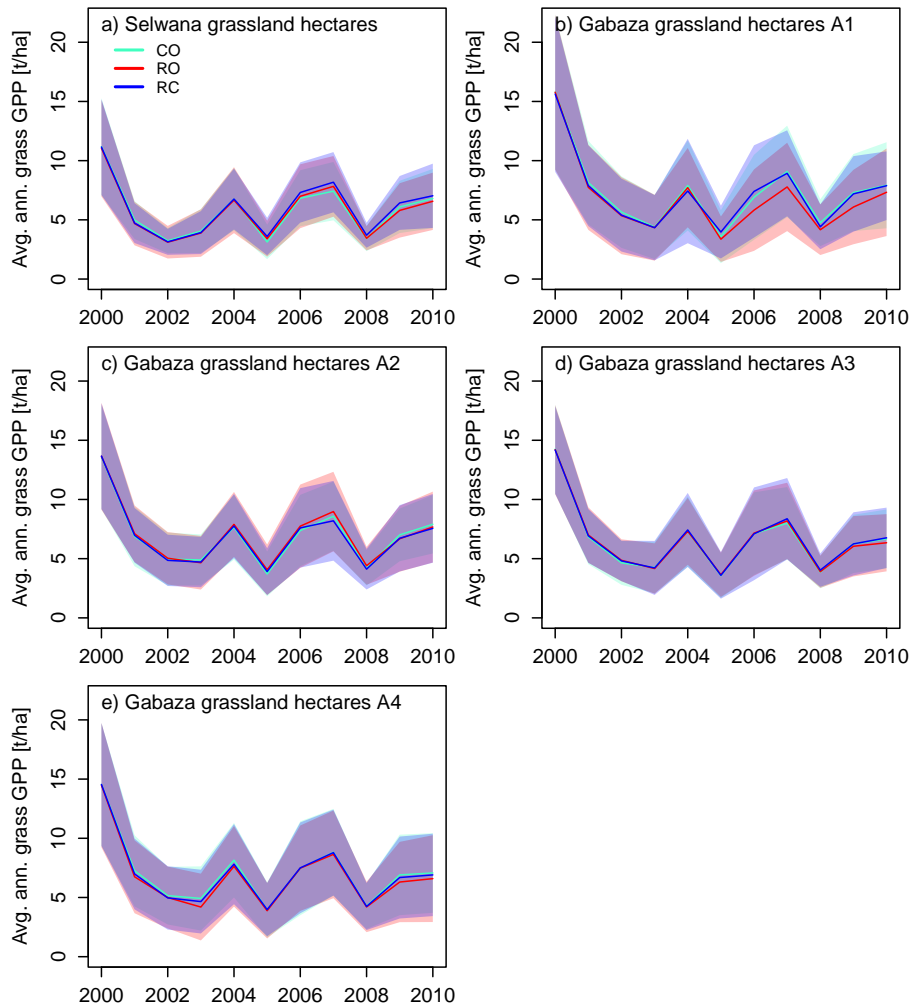 a) Selwana grassland hectares
CO
RO
RC
Avg. ann. grass GPP [t/ha]
0 5 10 15 20
2000 2002 2004 2006 2008 2010
b) Gabaza grassland hectares A1
Avg. ann. grass GPP [t/ha]
0 5 10 15 20
2000 2002 2004 2006 2008 2010
c) Gabaza grassland hectares A2
Avg. ann. grass GPP [t/ha]
0 5 10 15 20
2000 2002 2004 2006 2008 2010
d) Gabaza grassland hectares A3
Avg. ann. grass GPP [t/ha]
0 5 10 15 20
2000 2002 2004 2006 2008 2010
e) Gabaza grassland hectares A4
Avg. ann. grass GPP [t/ha]
0 5 10 15 20
2000 2002 2004 2006 2008 2010